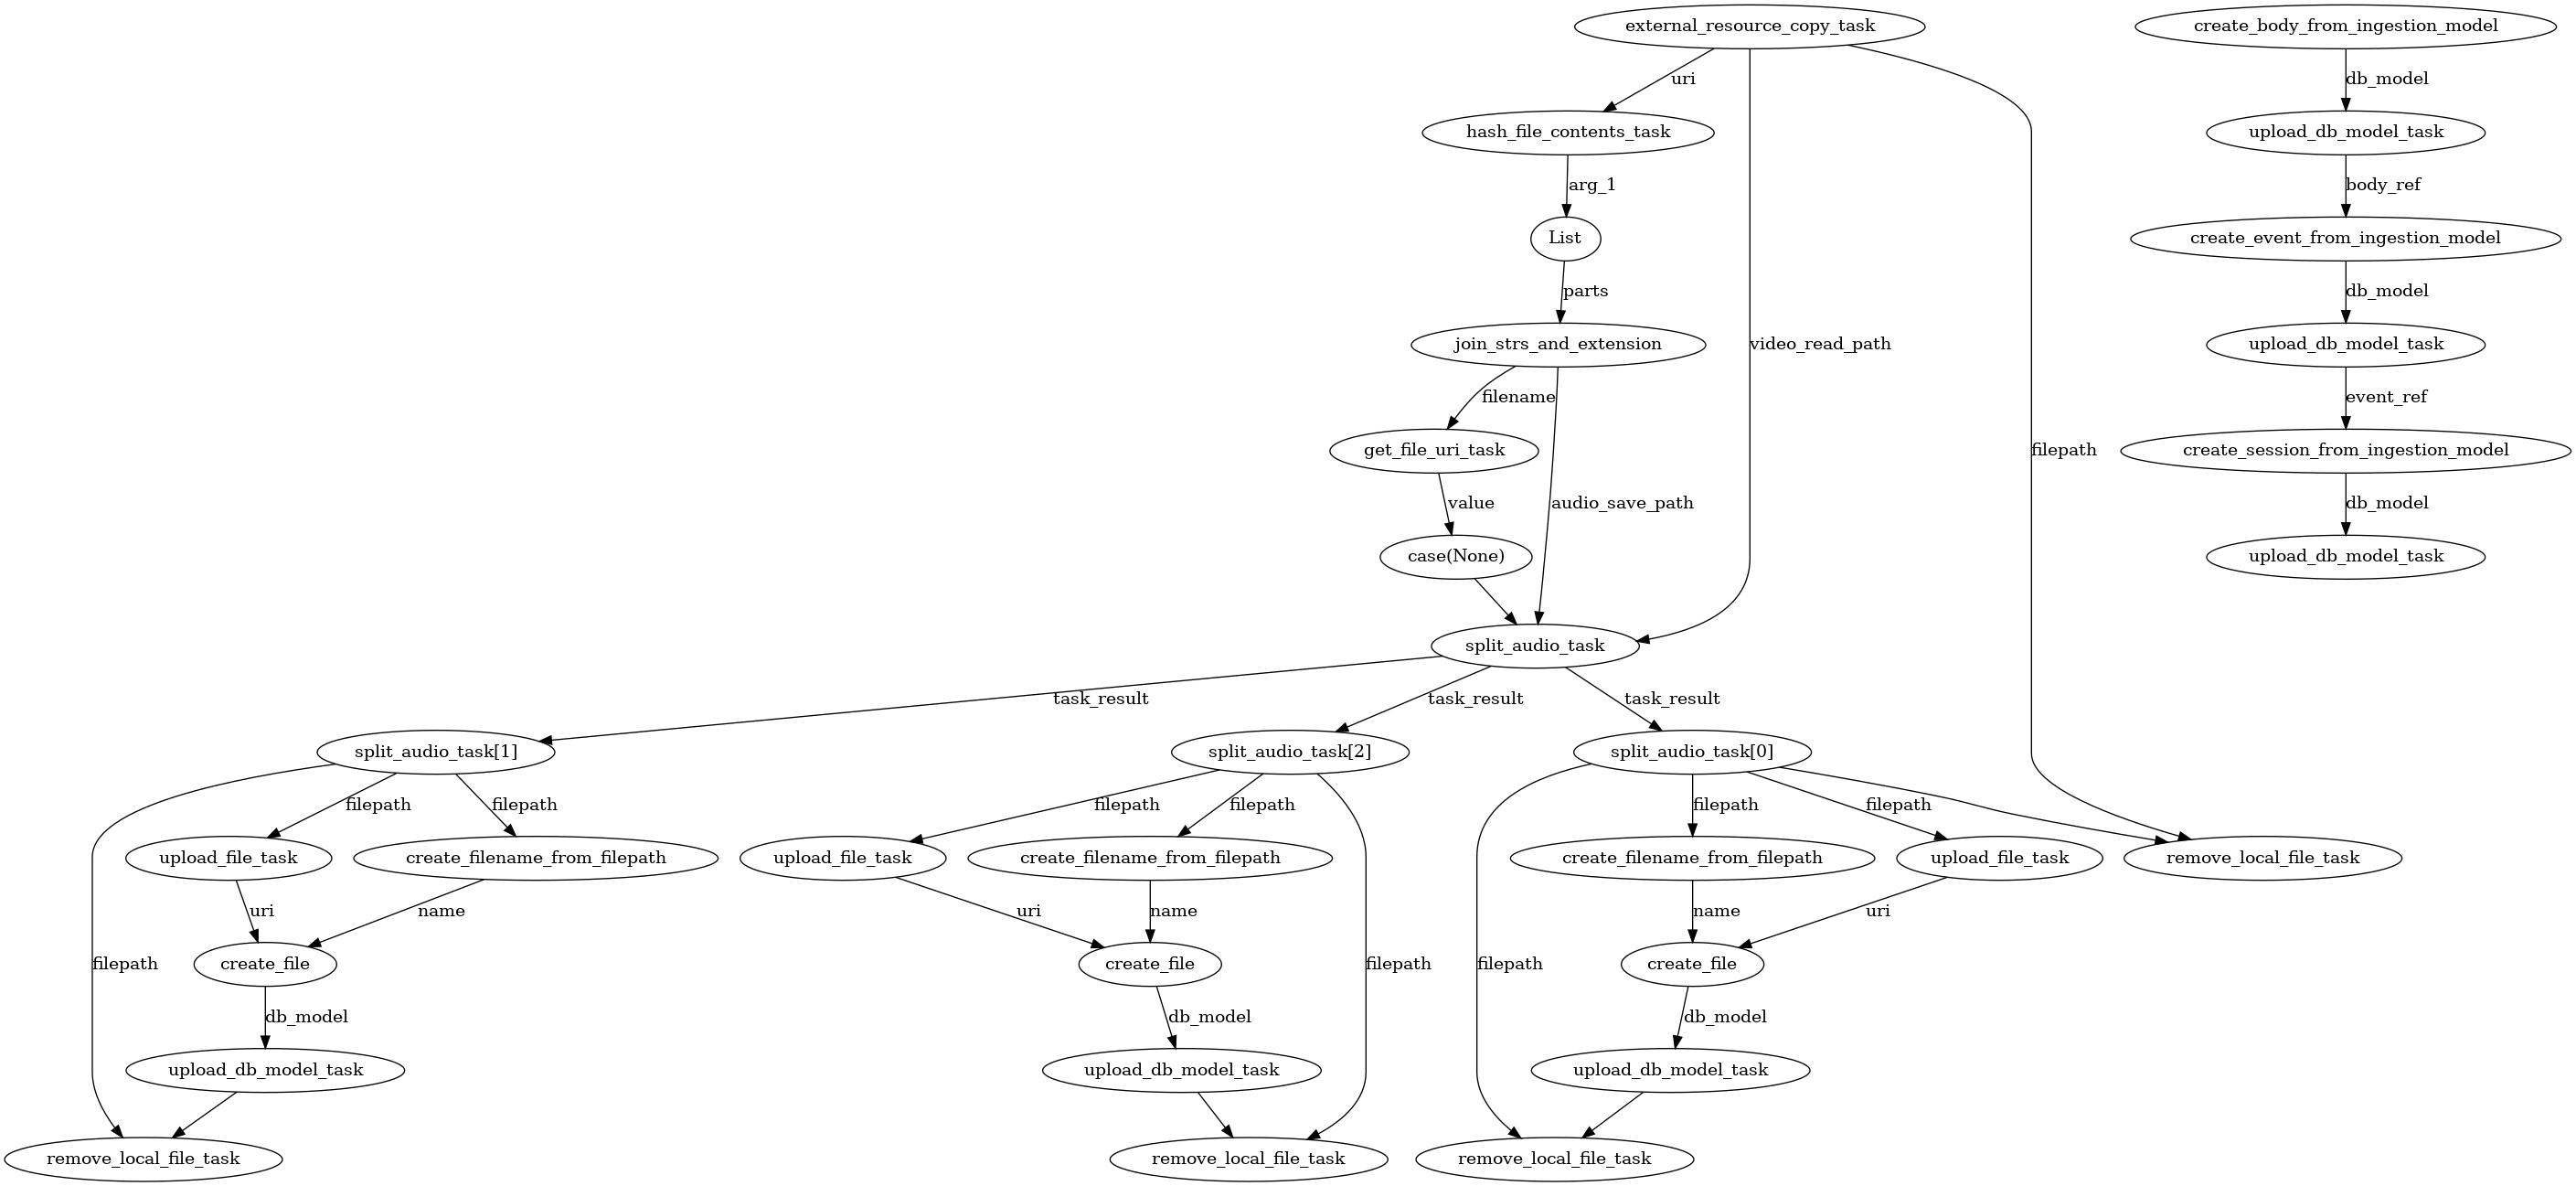 external_resource_copy_task
create_body_from_ingestion_model
uri
db_model
hash_file_contents_task
upload_db_model_task
arg_1
body_ref
List
create_event_from_ingestion_model
parts
db_model
join_strs_and_extension
video_read_path
upload_db_model_task
filename
event_ref
get_file_uri_task
filepath
create_session_from_ingestion_model
value
audio_save_path
db_model
case(None)
upload_db_model_task
split_audio_task
task_result
task_result
task_result
split_audio_task[1]
split_audio_task[2]
split_audio_task[0]
filepath
filepath
filepath
filepath
filepath
filepath
upload_file_task
create_filename_from_filepath
upload_file_task
create_filename_from_filepath
create_filename_from_filepath
upload_file_task
remove_local_file_task
uri
name
uri
name
name
uri
filepath
create_file
create_file
filepath
filepath
create_file
db_model
db_model
db_model
upload_db_model_task
upload_db_model_task
upload_db_model_task
remove_local_file_task
remove_local_file_task
remove_local_file_task